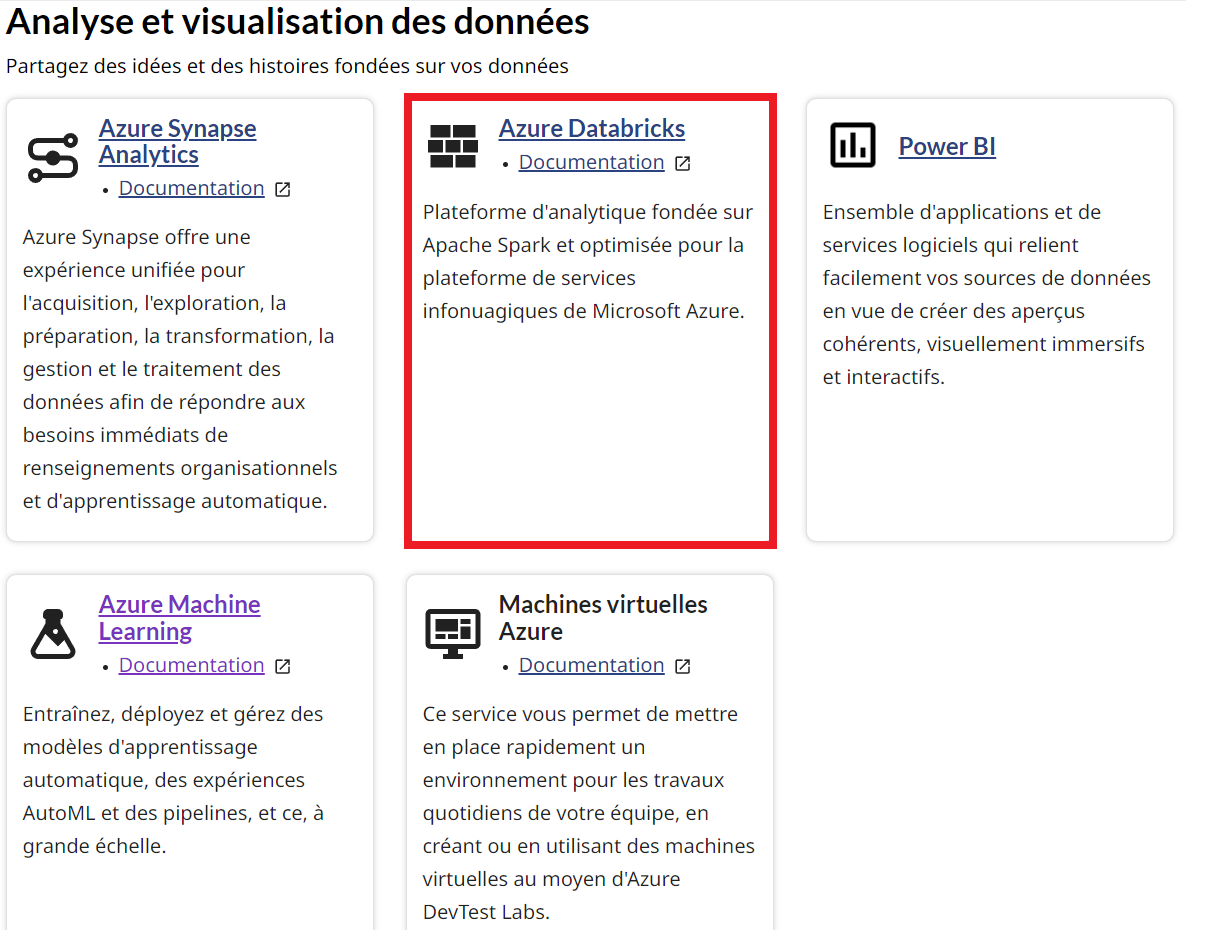 Analyse et visualisation des données
Partagez des idées et des histoires fondées sur vos données
Azure Synapse
Analytics
• Documentation
Azure Synapse offre une
expérience unifiée pour
l'acquisition, l'exploration, la
préparation, la transformation, la
gestion et le traitement des
données afin de répondre aux
besoins immédiats de
renseignements organisationnels
et d'apprentissage automatique.
Azure Databricks
• Documentation
Plateforme d'analytique fondée sur
Apache Spark et optimisée pour la
plateforme de services
infonuagiques de Microsoft Azure.
Power BI
Ensemble d'applications et de
services logiciels qui relient
facilement vos sources de données
en vue de créer des aperçus
cohérents, visuellement immersifs
et interactifs.
Azure Machine
Learning
• Documentation
Entraînez, déployez et gérez des
modèles d'apprentissage
automatique, des expériences
AutoML et des pipelines, et ce, à
grande échelle.
Machines virtuelles
Azure
• Documentation
Ce service vous permet de mettre
en place rapidement un
environnement pour les travaux
quotidiens de votre équipe, en
créant ou en utilisant des machines
virtuelles au moyen d'Azure
DevTest Labs.